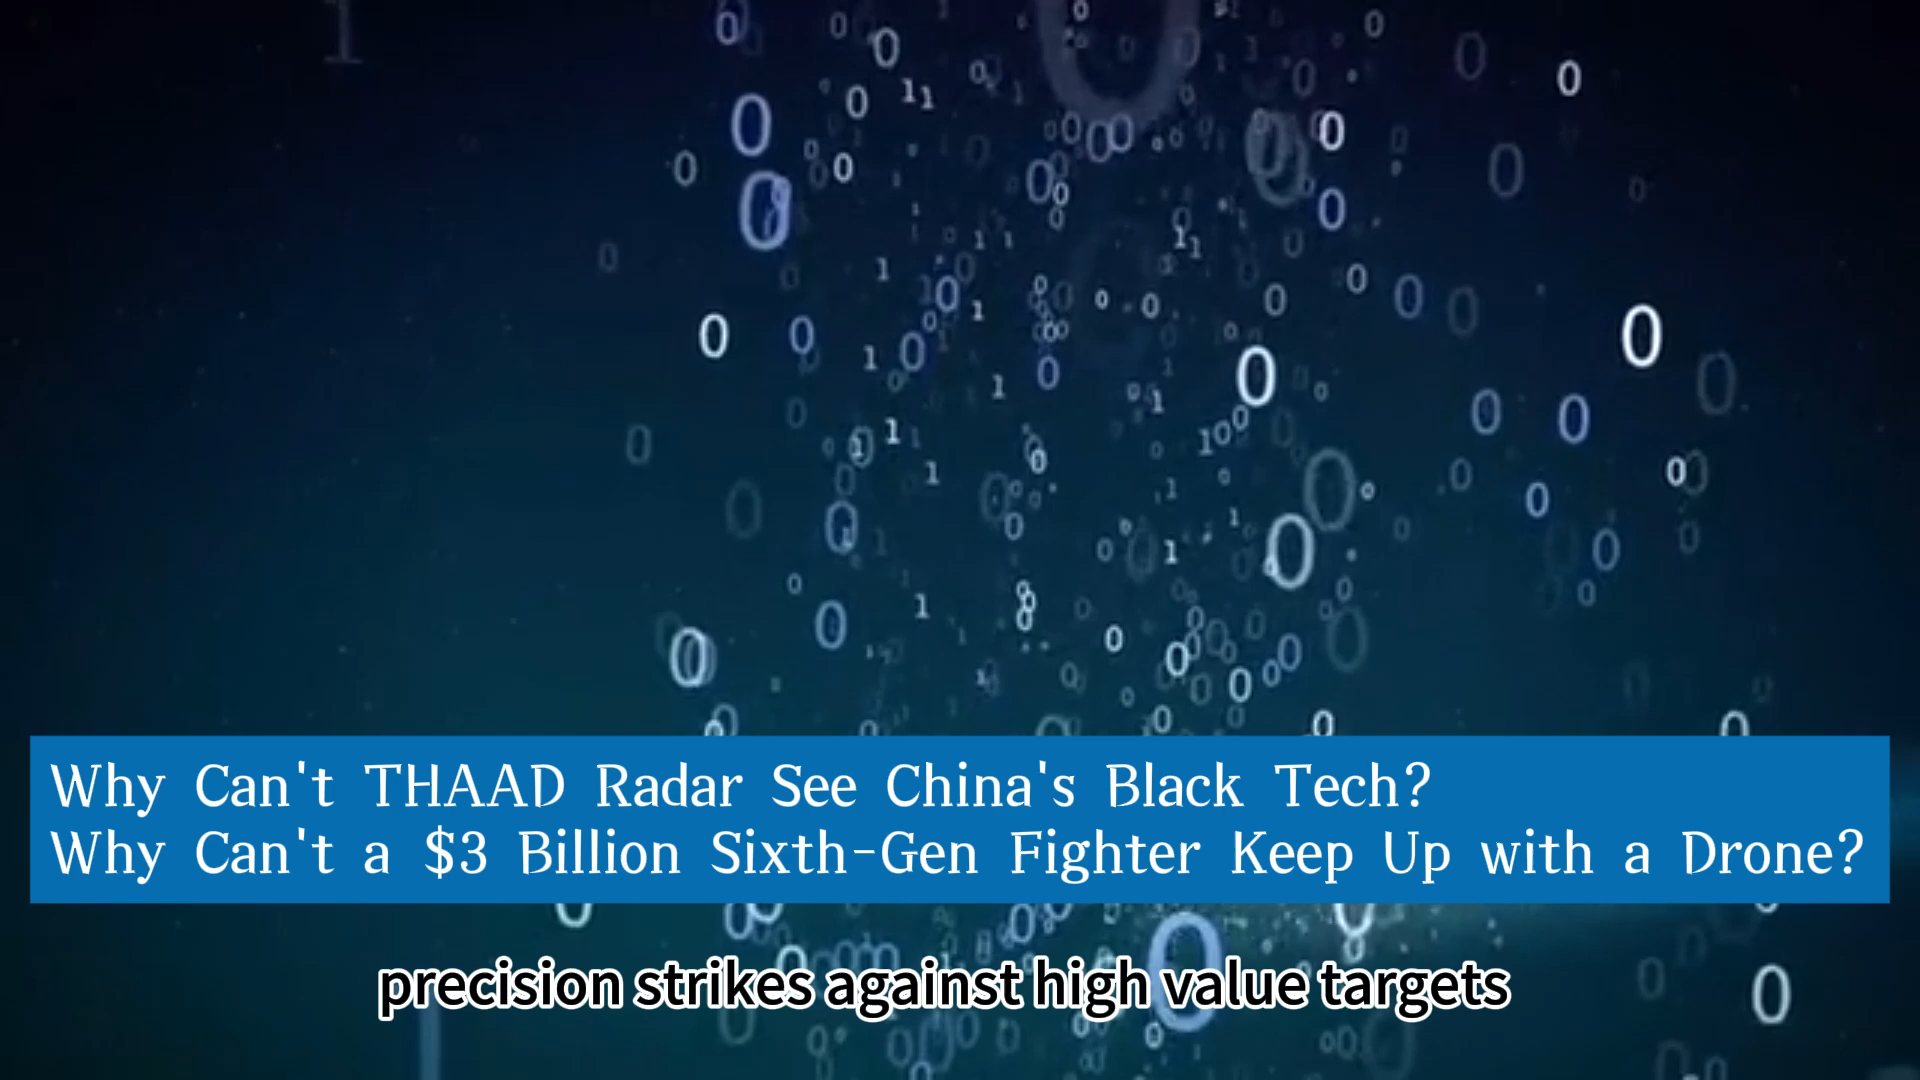 Why Can't THAAD Radar See China's Black Tech?
Why Can't a $3 Billion Sixth-Gen Fighter Keep Up with a Drone?
precision strikes against high value targets